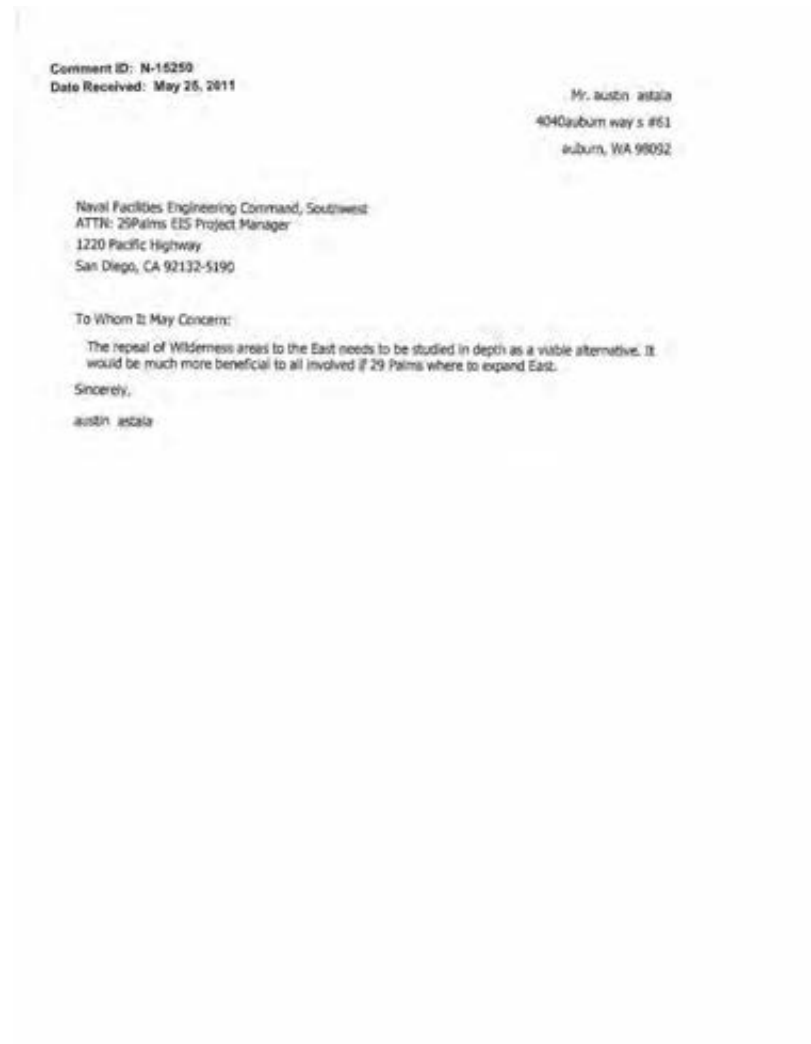 Comment ID: N-15250
Date Received: May 25, 2011
Mr. austin astala
4040auburn way s #61
auburn, WA 98092
Naval Facilities Engineering Command, Southwest
ATTN: 29Palms EIS Project Manager
1220 Pacific Highway
San Diego, CA 92132-5190
To Whom It May Concern:
The repeal of Wilderness areas to the East needs to be studied in depth as a viable alternative. It
would be much more beneficial to all involved if 29 Palms where to expand East.
Sincerely,
austin astala